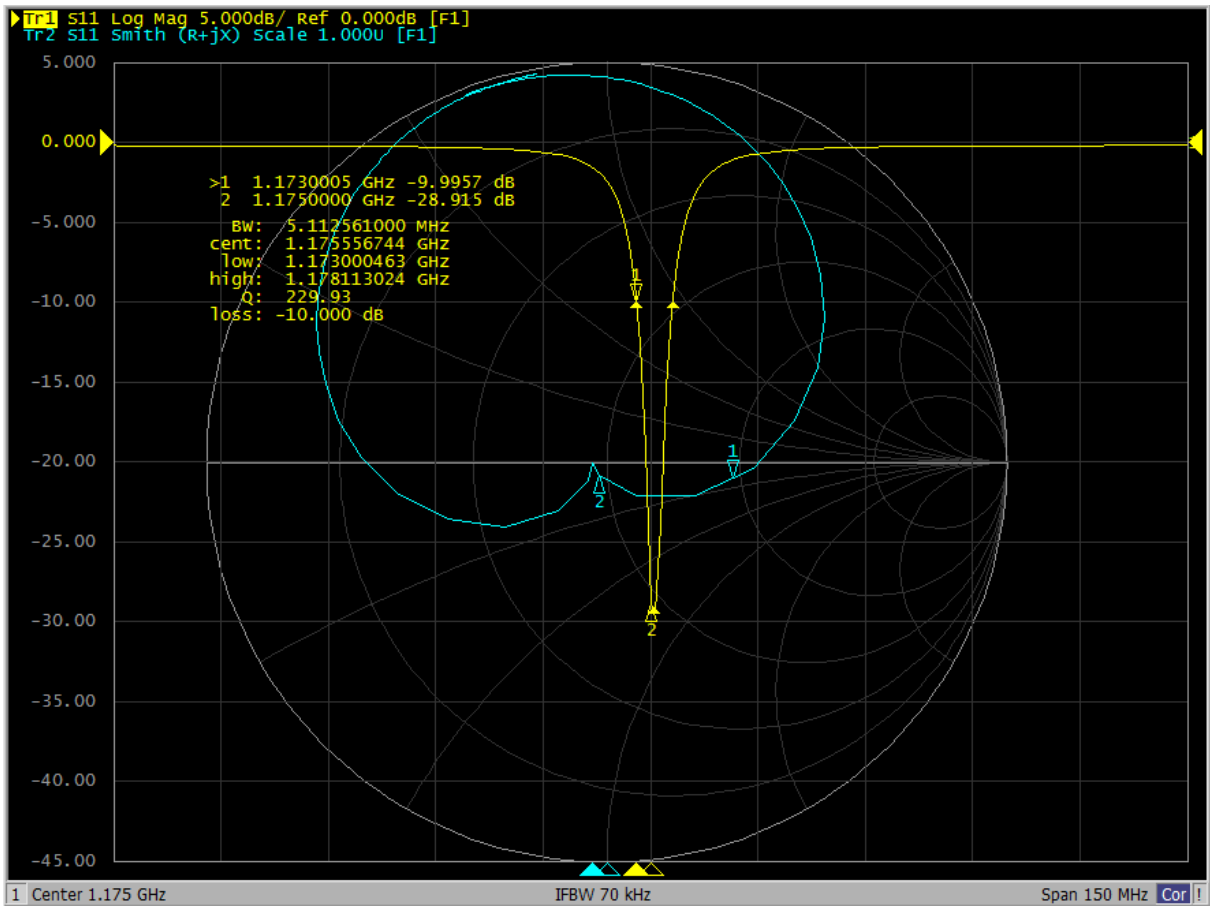 Tr1 S11 Log Mag 5.000dB/ Ref 0.000dB [F1]
Tr2 S11 Smith (R+jX) Scale 1.000U [F1]
5.000
0.000
>1 1.1730005 GHz -9.9957 dB
2 1.1750000 GHz -28.915 dB
-5.000
BW: 5.112561000 MHz
cent: 1.175556744 GHz
low: 1.173000463 GHz
high: 1.178113024 GHz
Q: 229.93
loss: -10.000 dB
1
-10.00
-15.00
1
-20.00
2
-25.00
-30.00
2
-35.00
-40.00
-45.00
1 Center 1.175 GHz IFBW 70 kHz Span 150 MHz Cor !